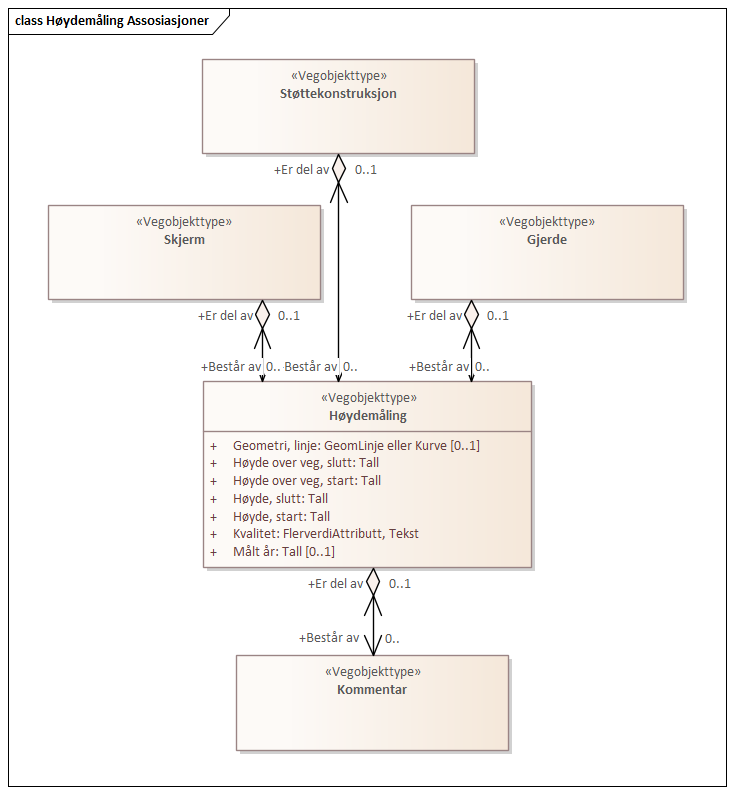 class Høydemåling Assosiasjoner
«Vegobjekttype»
Støttekonstruksjon
+Er del av 0..1
«Vegobjekttype»
Skjerm
«Vegobjekttype»
Gjerde
+Er del av 0..1
+Er del av 0..1
+Består av 0..
Består av 0..
+Består av 0..
«Vegobjekttype»
Høydemåling
+ Geometri, linje: GeomLinje eller Kurve [0..1]
+ Høyde over veg, slutt: Tall
+ Høyde over veg, start: Tall
+ Høyde, slutt: Tall
+ Høyde, start: Tall
+ Kvalitet: FlerverdiAttributt, Tekst
+ Målt år: Tall [0..1]
+Er del av 0..1
+Består av 0..
«Vegobjekttype»
Kommentar